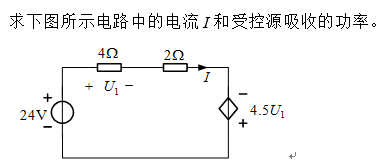 求下图所示电路中的电流 I 和受控源吸收的功率。
4Ω 2Ω
+ U₁ − I
24V + − − + 4.5U₁